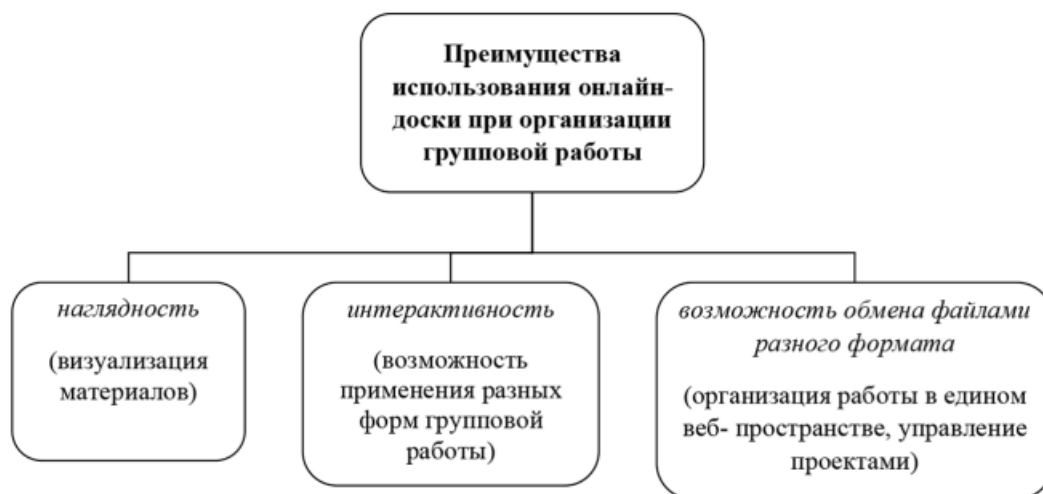 Преимущества
использования онлайн-
доски при организации
групповой работы
наглядность
(визуализация
материалов)
интерактивность
(возможность
применения разных
форм групповой
работы)
возможность обмена файлами
разного формата
(организация работы в едином
веб- пространстве, управление
проектами)